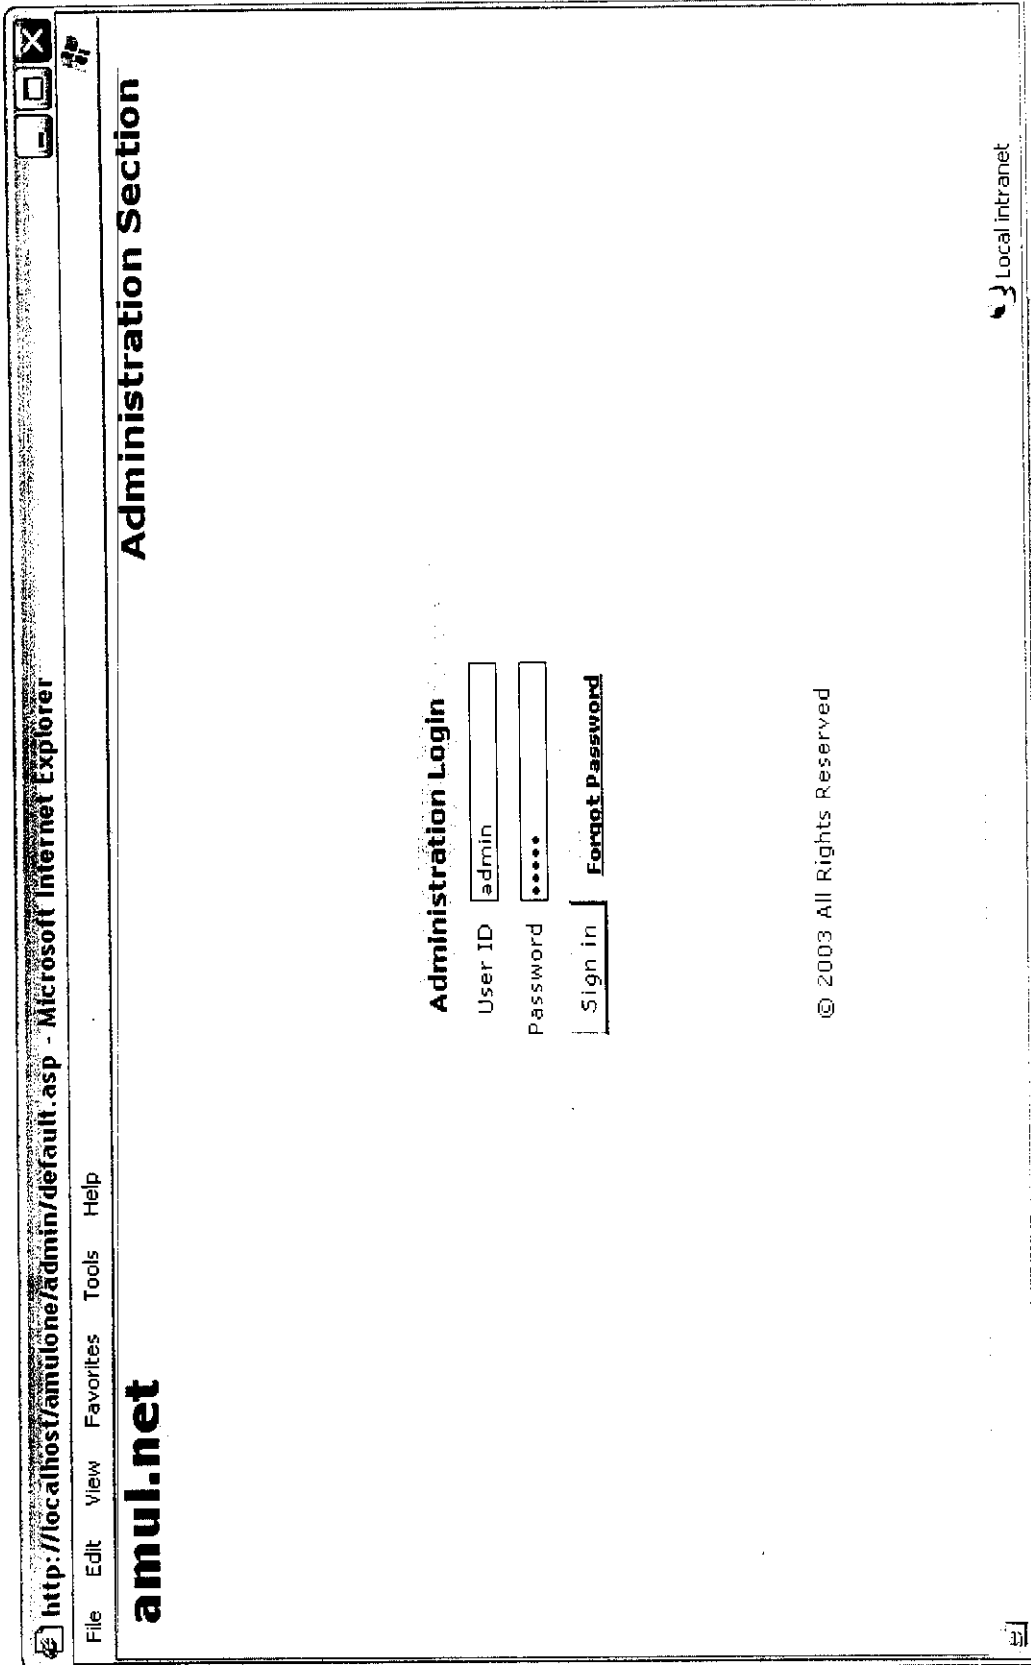 http://localhost/amulone/admin/default.asp - Microsoft Internet Explorer
File Edit View Favorites Tools Help
amul.net Administration Section
Administration Login
User ID admin
Password •••••
Sign in Forgot Password
© 2003 All Rights Reserved
Local intranet